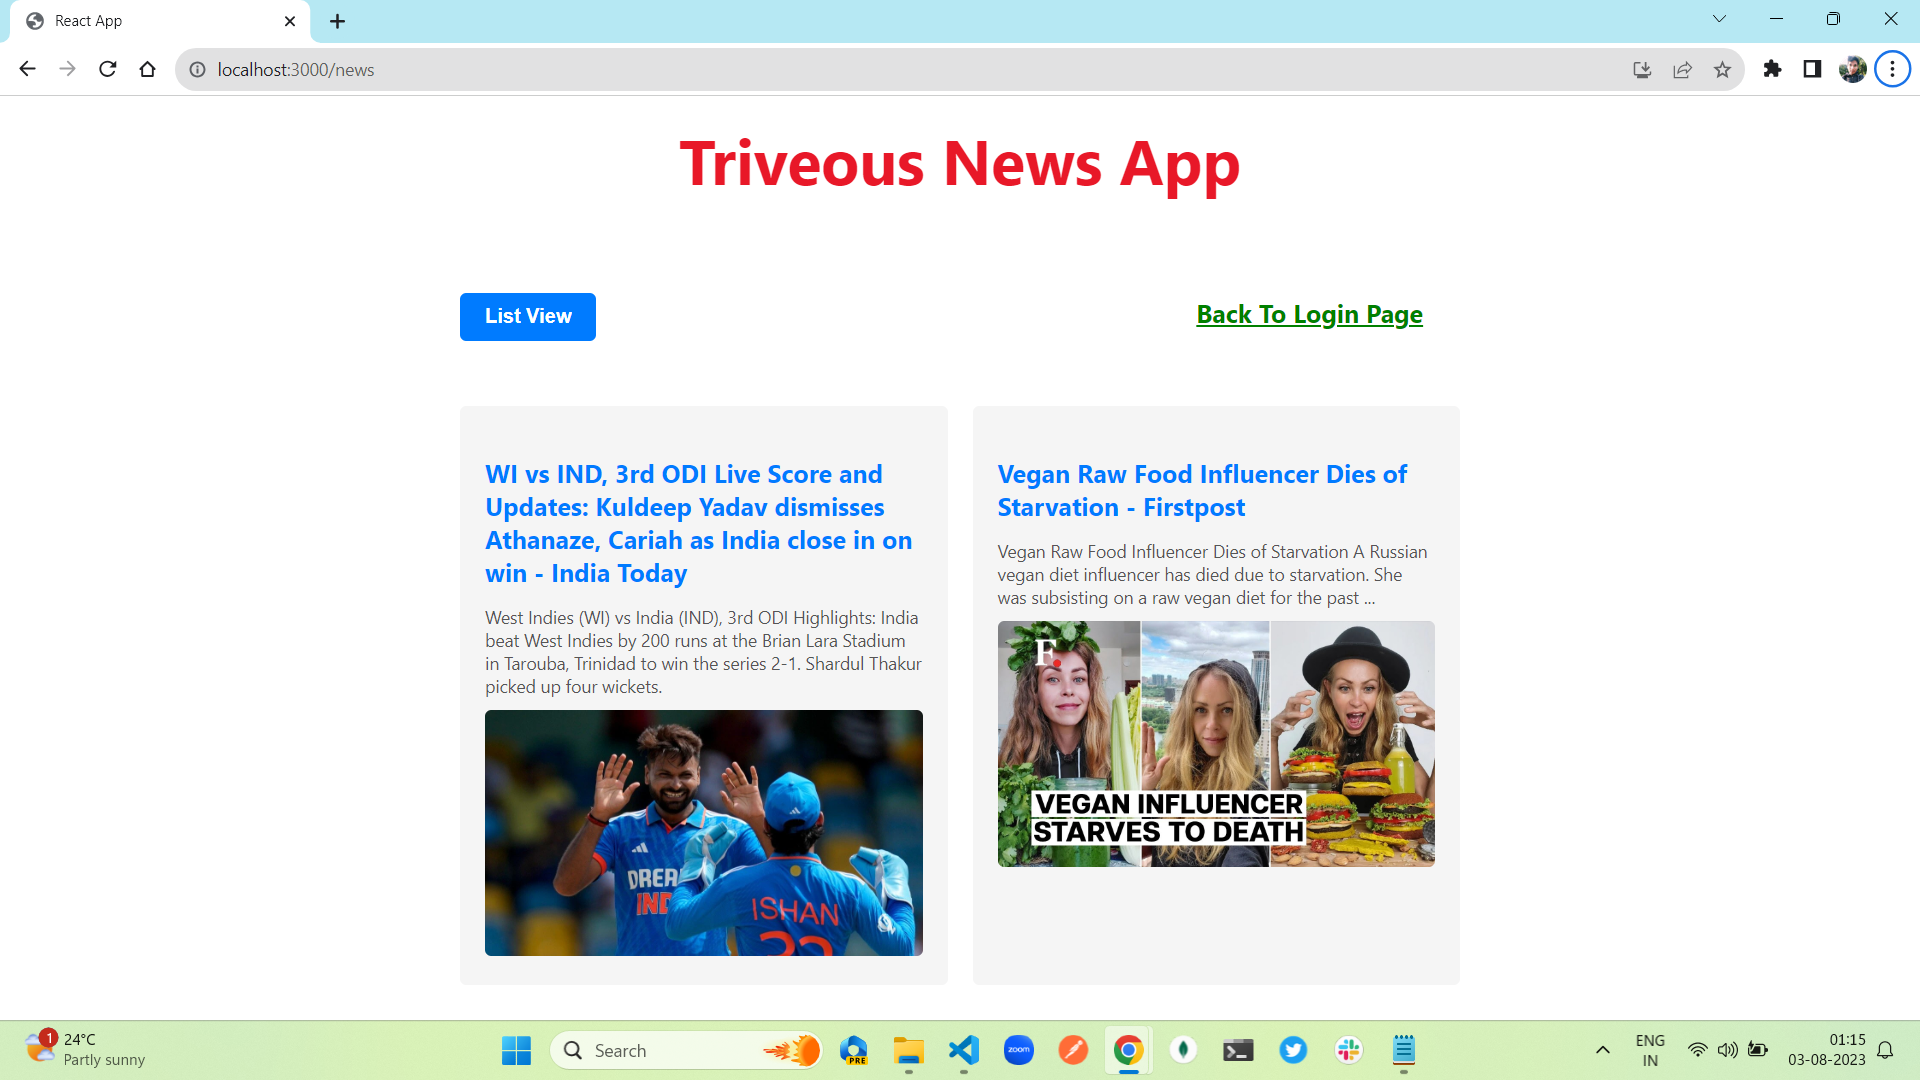 React App
localhost:3000/news
Triveous News App
List View
Back To Login Page
WI vs IND, 3rd ODI Live Score and
Updates: Kuldeep Yadav dismisses
Athanaze, Cariah as India close in on
win - India Today
West Indies (WI) vs India (IND), 3rd ODI Highlights: India
beat West Indies by 200 runs at the Brian Lara Stadium
in Tarouba, Trinidad to win the series 2-1. Shardul Thakur
picked up four wickets.
DREA
IND
ISHAN
32
Vegan Raw Food Influencer Dies of
Starvation - Firstpost
Vegan Raw Food Influencer Dies of Starvation A Russian
vegan diet influencer has died due to starvation. She
was subsisting on a raw vegan diet for the past ...
F.
VEGAN INFLUENCER
STARVES TO DEATH
1
24°C
Partly sunny
Search
PRE
zoom
ENG
IN
01:15
03-08-2023